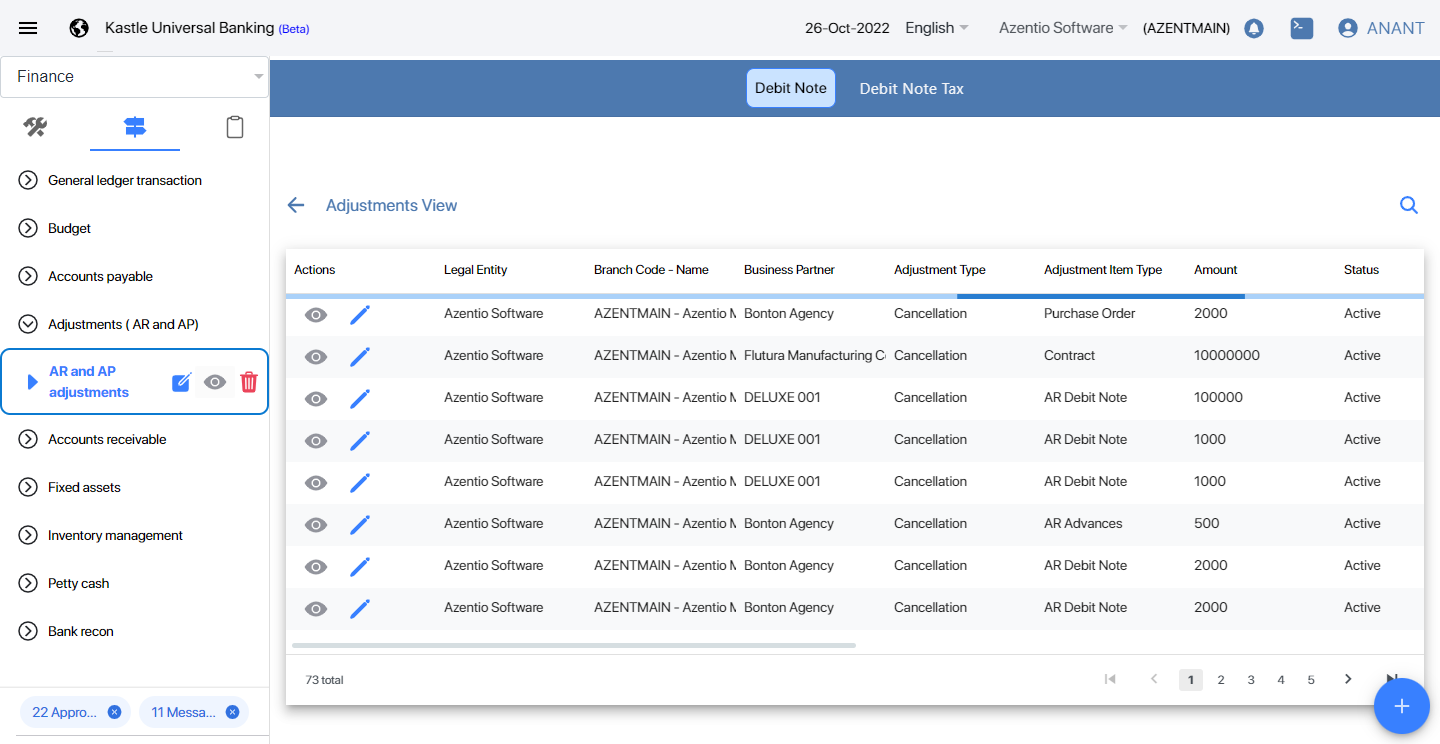 Kastle Universal Banking (Beta)
26-Oct-2022 English Azentio Software (AZENTMAIN) ANANT
Finance
Debit Note Debit Note Tax
General ledger transaction
Budget
Accounts payable
Adjustments ( AR and AP)
AR and AP
adjustments
Accounts receivable
Fixed assets
Inventory management
Petty cash
Bank recon
22 Appro... 11 Messa...
Adjustments View
Actions Legal Entity Branch Code - Name Business Partner Adjustment Type Adjustment Item Type Amount Status
Azentio Software AZENTMAIN - Azentio M Bonton Agency Cancellation Purchase Order 2000 Active
Azentio Software AZENTMAIN - Azentio M Flutura Manufacturing Co Cancellation Contract 10000000 Active
Azentio Software AZENTMAIN - Azentio M DELUXE 001 Cancellation AR Debit Note 100000 Active
Azentio Software AZENTMAIN - Azentio M DELUXE 001 Cancellation AR Debit Note 1000 Active
Azentio Software AZENTMAIN - Azentio M DELUXE 001 Cancellation AR Debit Note 1000 Active
Azentio Software AZENTMAIN - Azentio M Bonton Agency Cancellation AR Advances 500 Active
Azentio Software AZENTMAIN - Azentio M Bonton Agency Cancellation AR Debit Note 2000 Active
Azentio Software AZENTMAIN - Azentio M Bonton Agency Cancellation AR Debit Note 2000 Active
73 total 1 2 3 4 5